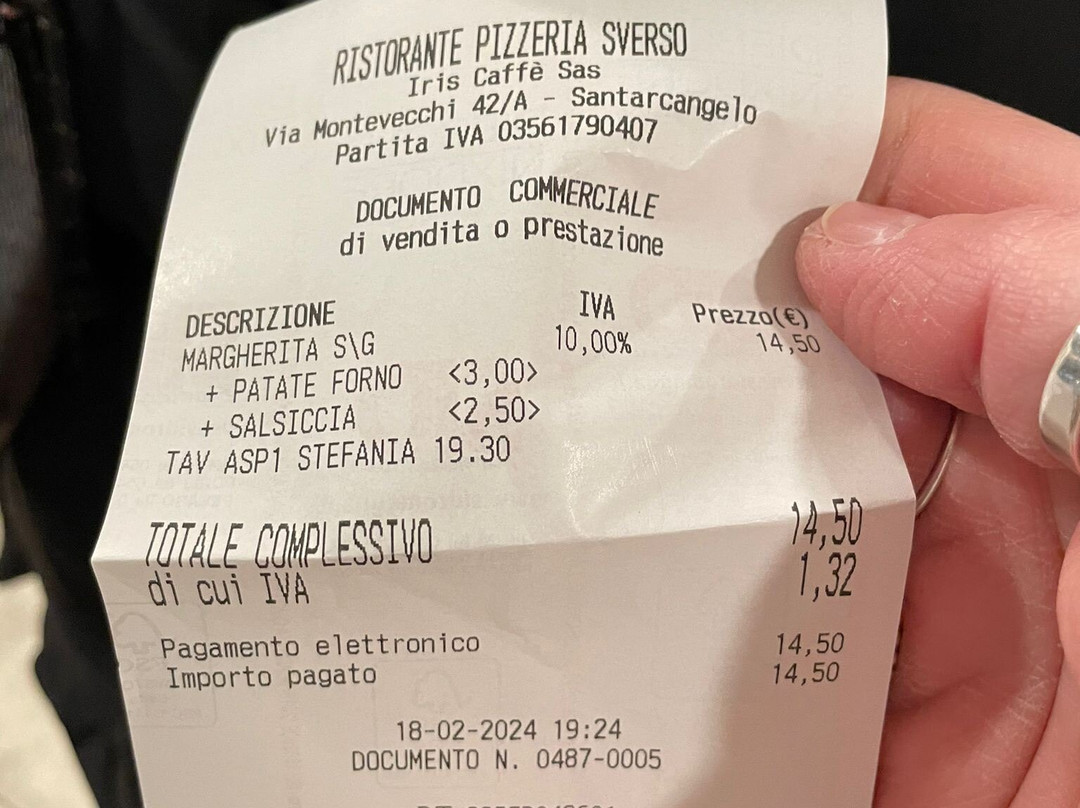 RISTORANTE PIZZERIA SVERSO
Iris Caffè Sas
Via Montevecchi 42/A - Santarcangelo
Partita IVA 03561790407
DOCUMENTO COMMERCIALE
di vendita o prestazione
DESCRIZIONE IVA Prezzo(€)
MARGHERITA S\G 10,00% 14,50
+ PATATE FORNO <3,00>
+ SALSICCIA <2,50>
TAV ASP1 STEFANIA 19.30
TOTALE COMPLESSIVO 14,50
di cui IVA 1,32
Pagamento elettronico 14,50
Importo pagato 14,50
18-02-2024 19:24
DOCUMENTO N. 0487-0005